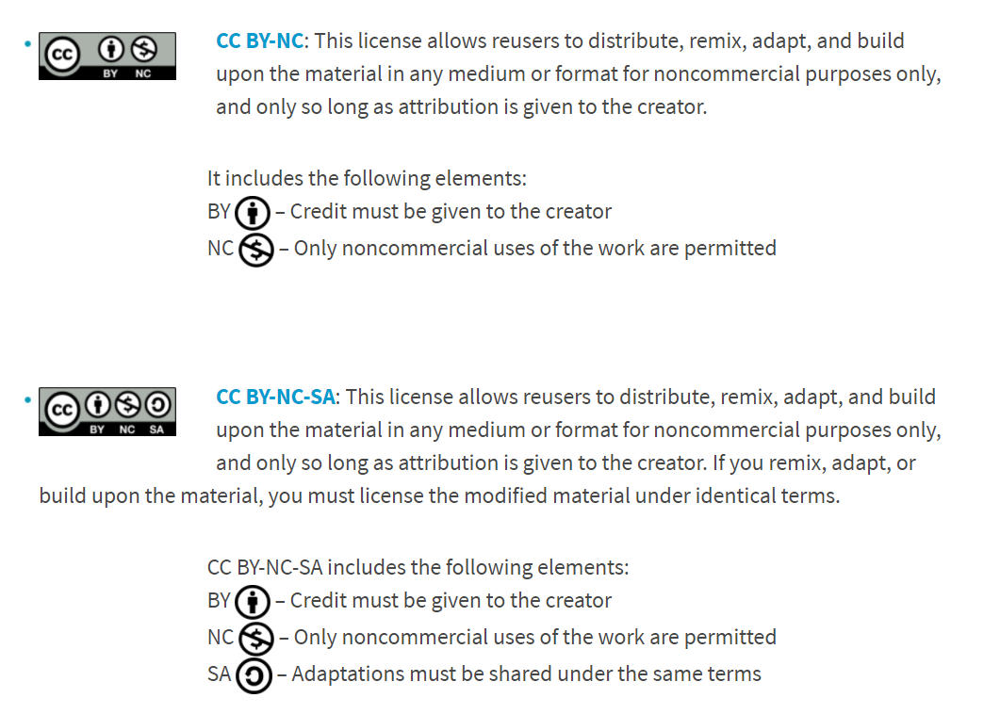 CC BY NC
CC BY-NC: This license allows reusers to distribute, remix, adapt, and build
upon the material in any medium or format for noncommercial purposes only,
and only so long as attribution is given to the creator.
It includes the following elements:
BY – Credit must be given to the creator
NC $ – Only noncommercial uses of the work are permitted
CC BY NC SA
CC BY-NC-SA: This license allows reusers to distribute, remix, adapt, and build
upon the material in any medium or format for noncommercial purposes only,
and only so long as attribution is given to the creator. If you remix, adapt, or
build upon the material, you must license the modified material under identical terms.
CC BY-NC-SA includes the following elements:
BY – Credit must be given to the creator
NC $ – Only noncommercial uses of the work are permitted
SA – Adaptations must be shared under the same terms